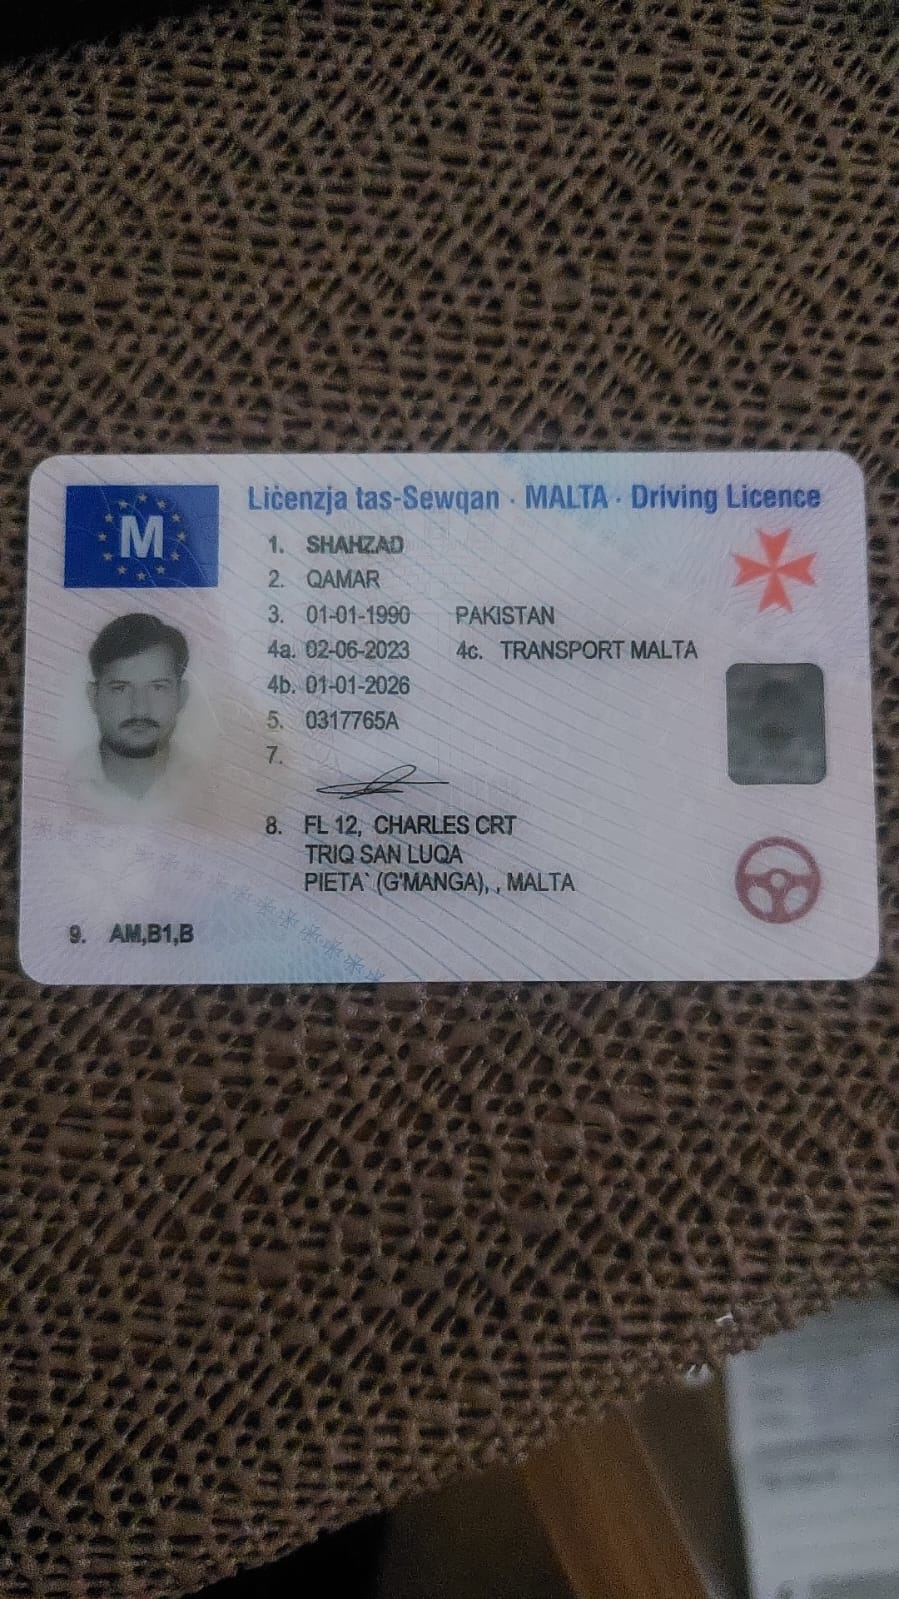 M
Liċenzja tas-Sewqan · MALTA · Driving Licence
1. SHAHZAD
2. QAMAR
3. 01-01-1990 PAKISTAN
4a. 02-06-2023 4c. TRANSPORT MALTA
4b. 01-01-2026
5. 0317765A
7.
8. FL 12, CHARLES CRT
TRIQ SAN LUQA
PIETA` (G'MANGA), , MALTA
9. AM,B1,B